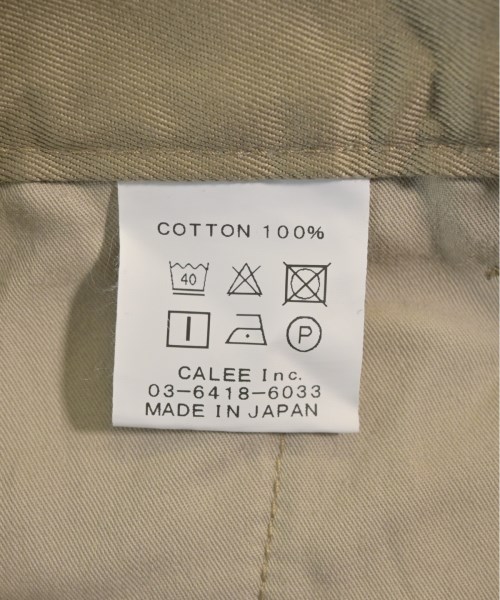 COTTON 100%
40
P
CALEE Inc.
03-6418-6033
MADE IN JAPAN